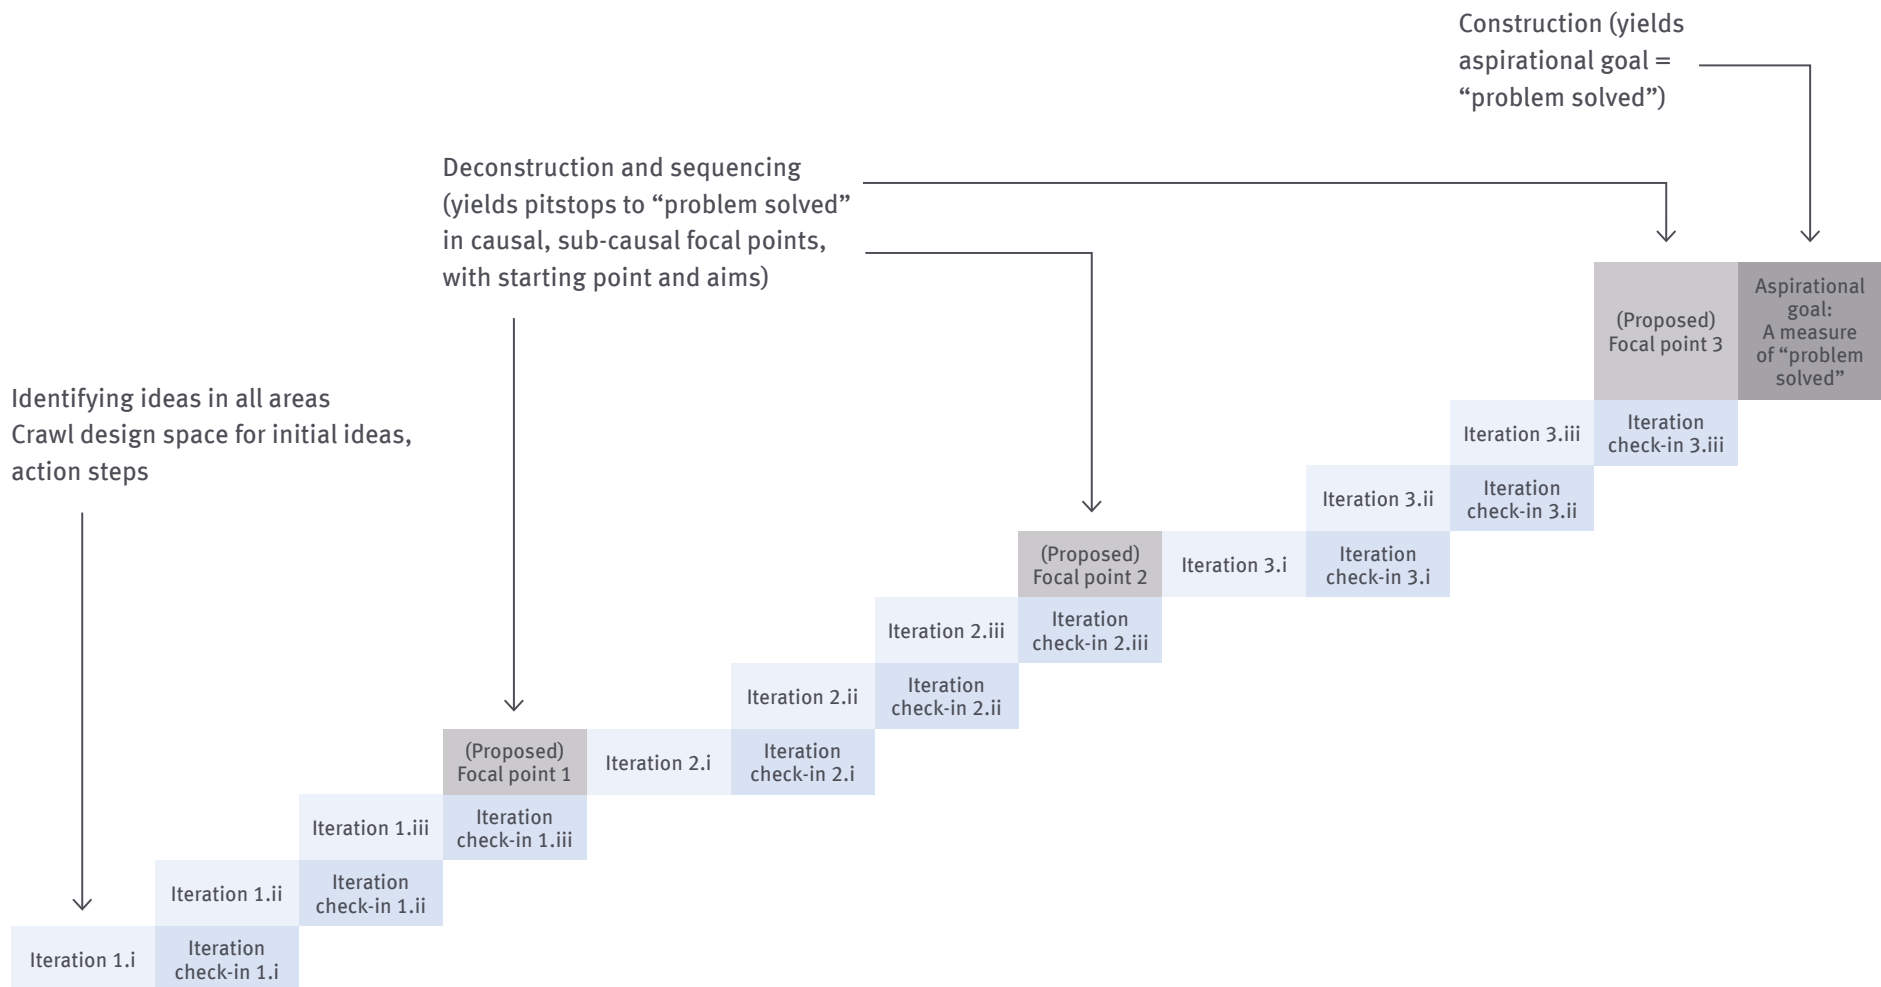 Construction (yields
aspirational goal =
“problem solved”)
Deconstruction and sequencing
(yields pitstops to “problem solved”
in causal, sub-causal focal points,
with starting point and aims)
Identifying ideas in all areas
Crawl design space for initial ideas,
action steps
Aspirational
goal:
A measure
of “problem
solved”
(Proposed)
Focal point 3
Iteration 3.iii
Iteration
check-in 3.iii
Iteration 3.ii
Iteration
check-in 3.ii
(Proposed)
Focal point 2
Iteration 3.i
Iteration
check-in 3.i
Iteration 2.iii
Iteration
check-in 2.iii
Iteration 2.ii
Iteration
check-in 2.ii
(Proposed)
Focal point 1
Iteration 2.i
Iteration
check-in 2.i
Iteration 1.iii
Iteration
check-in 1.iii
Iteration 1.ii
Iteration
check-in 1.ii
Iteration 1.i
Iteration
check-in 1.i